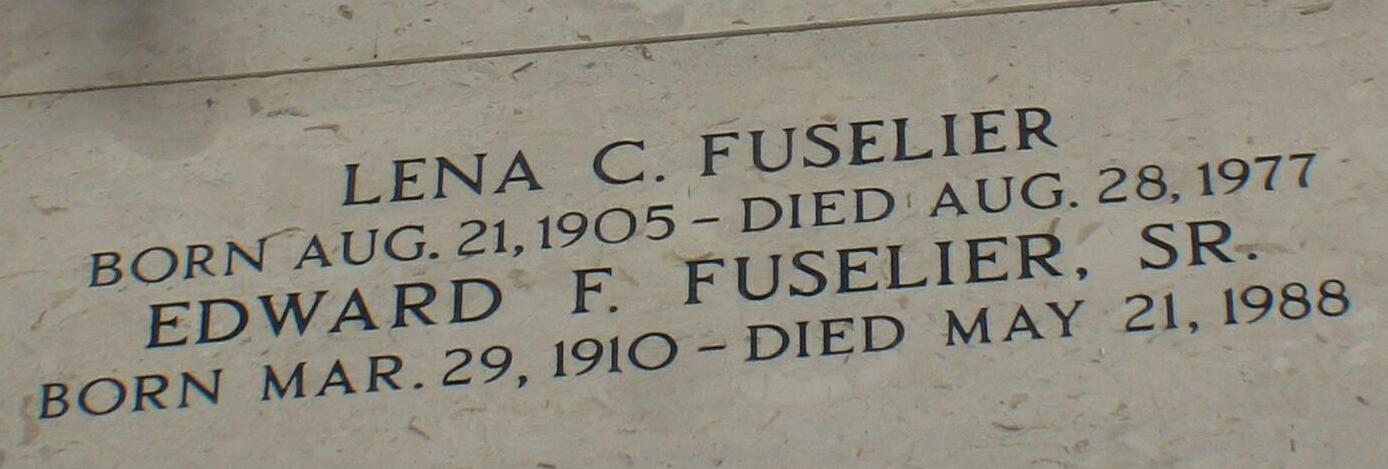 LENA C. FUSELIER
BORN AUG. 21, 1905 – DIED AUG. 28, 1977
EDWARD F. FUSELIER, SR.
BORN MAR. 29, 1910 – DIED MAY 21, 1988